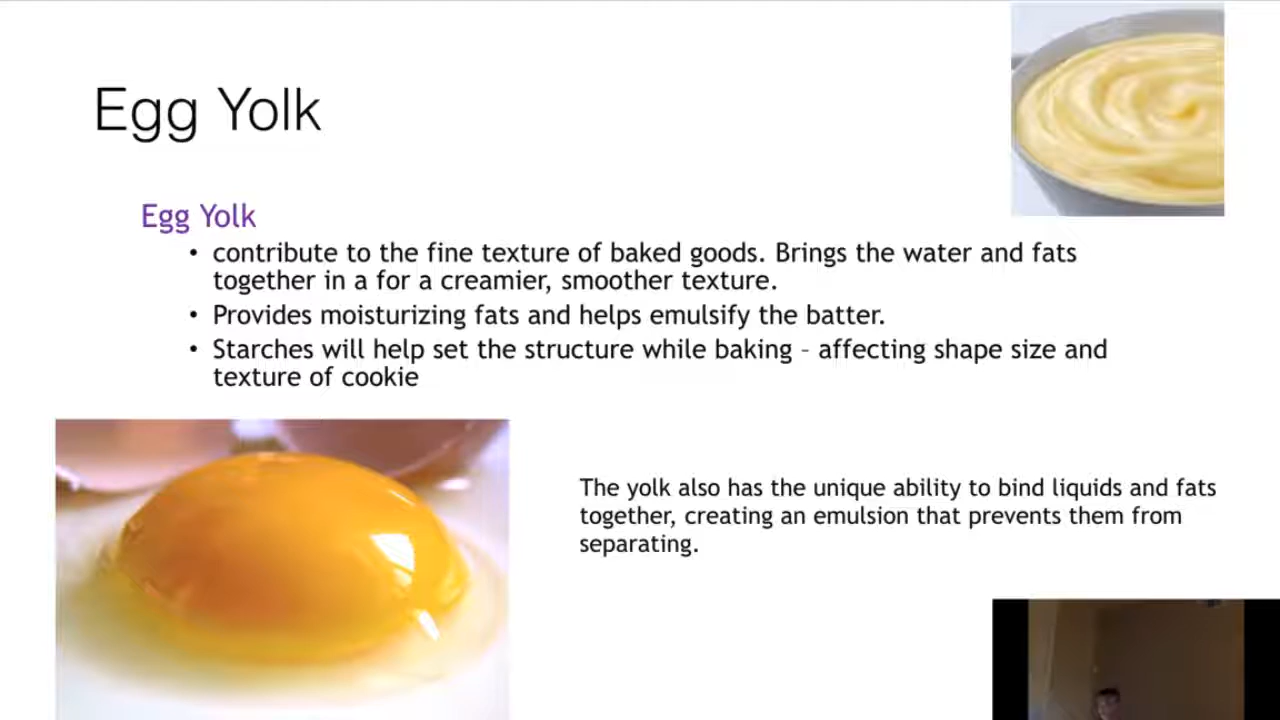 Egg Yolk
Egg Yolk
• contribute to the fine texture of baked goods. Brings the water and fats
together in a for a creamier, smoother texture.
• Provides moisturizing fats and helps emulsify the batter.
• Starches will help set the structure while baking – affecting shape size and
texture of cookie
The yolk also has the unique ability to bind liquids and fats
together, creating an emulsion that prevents them from
separating.